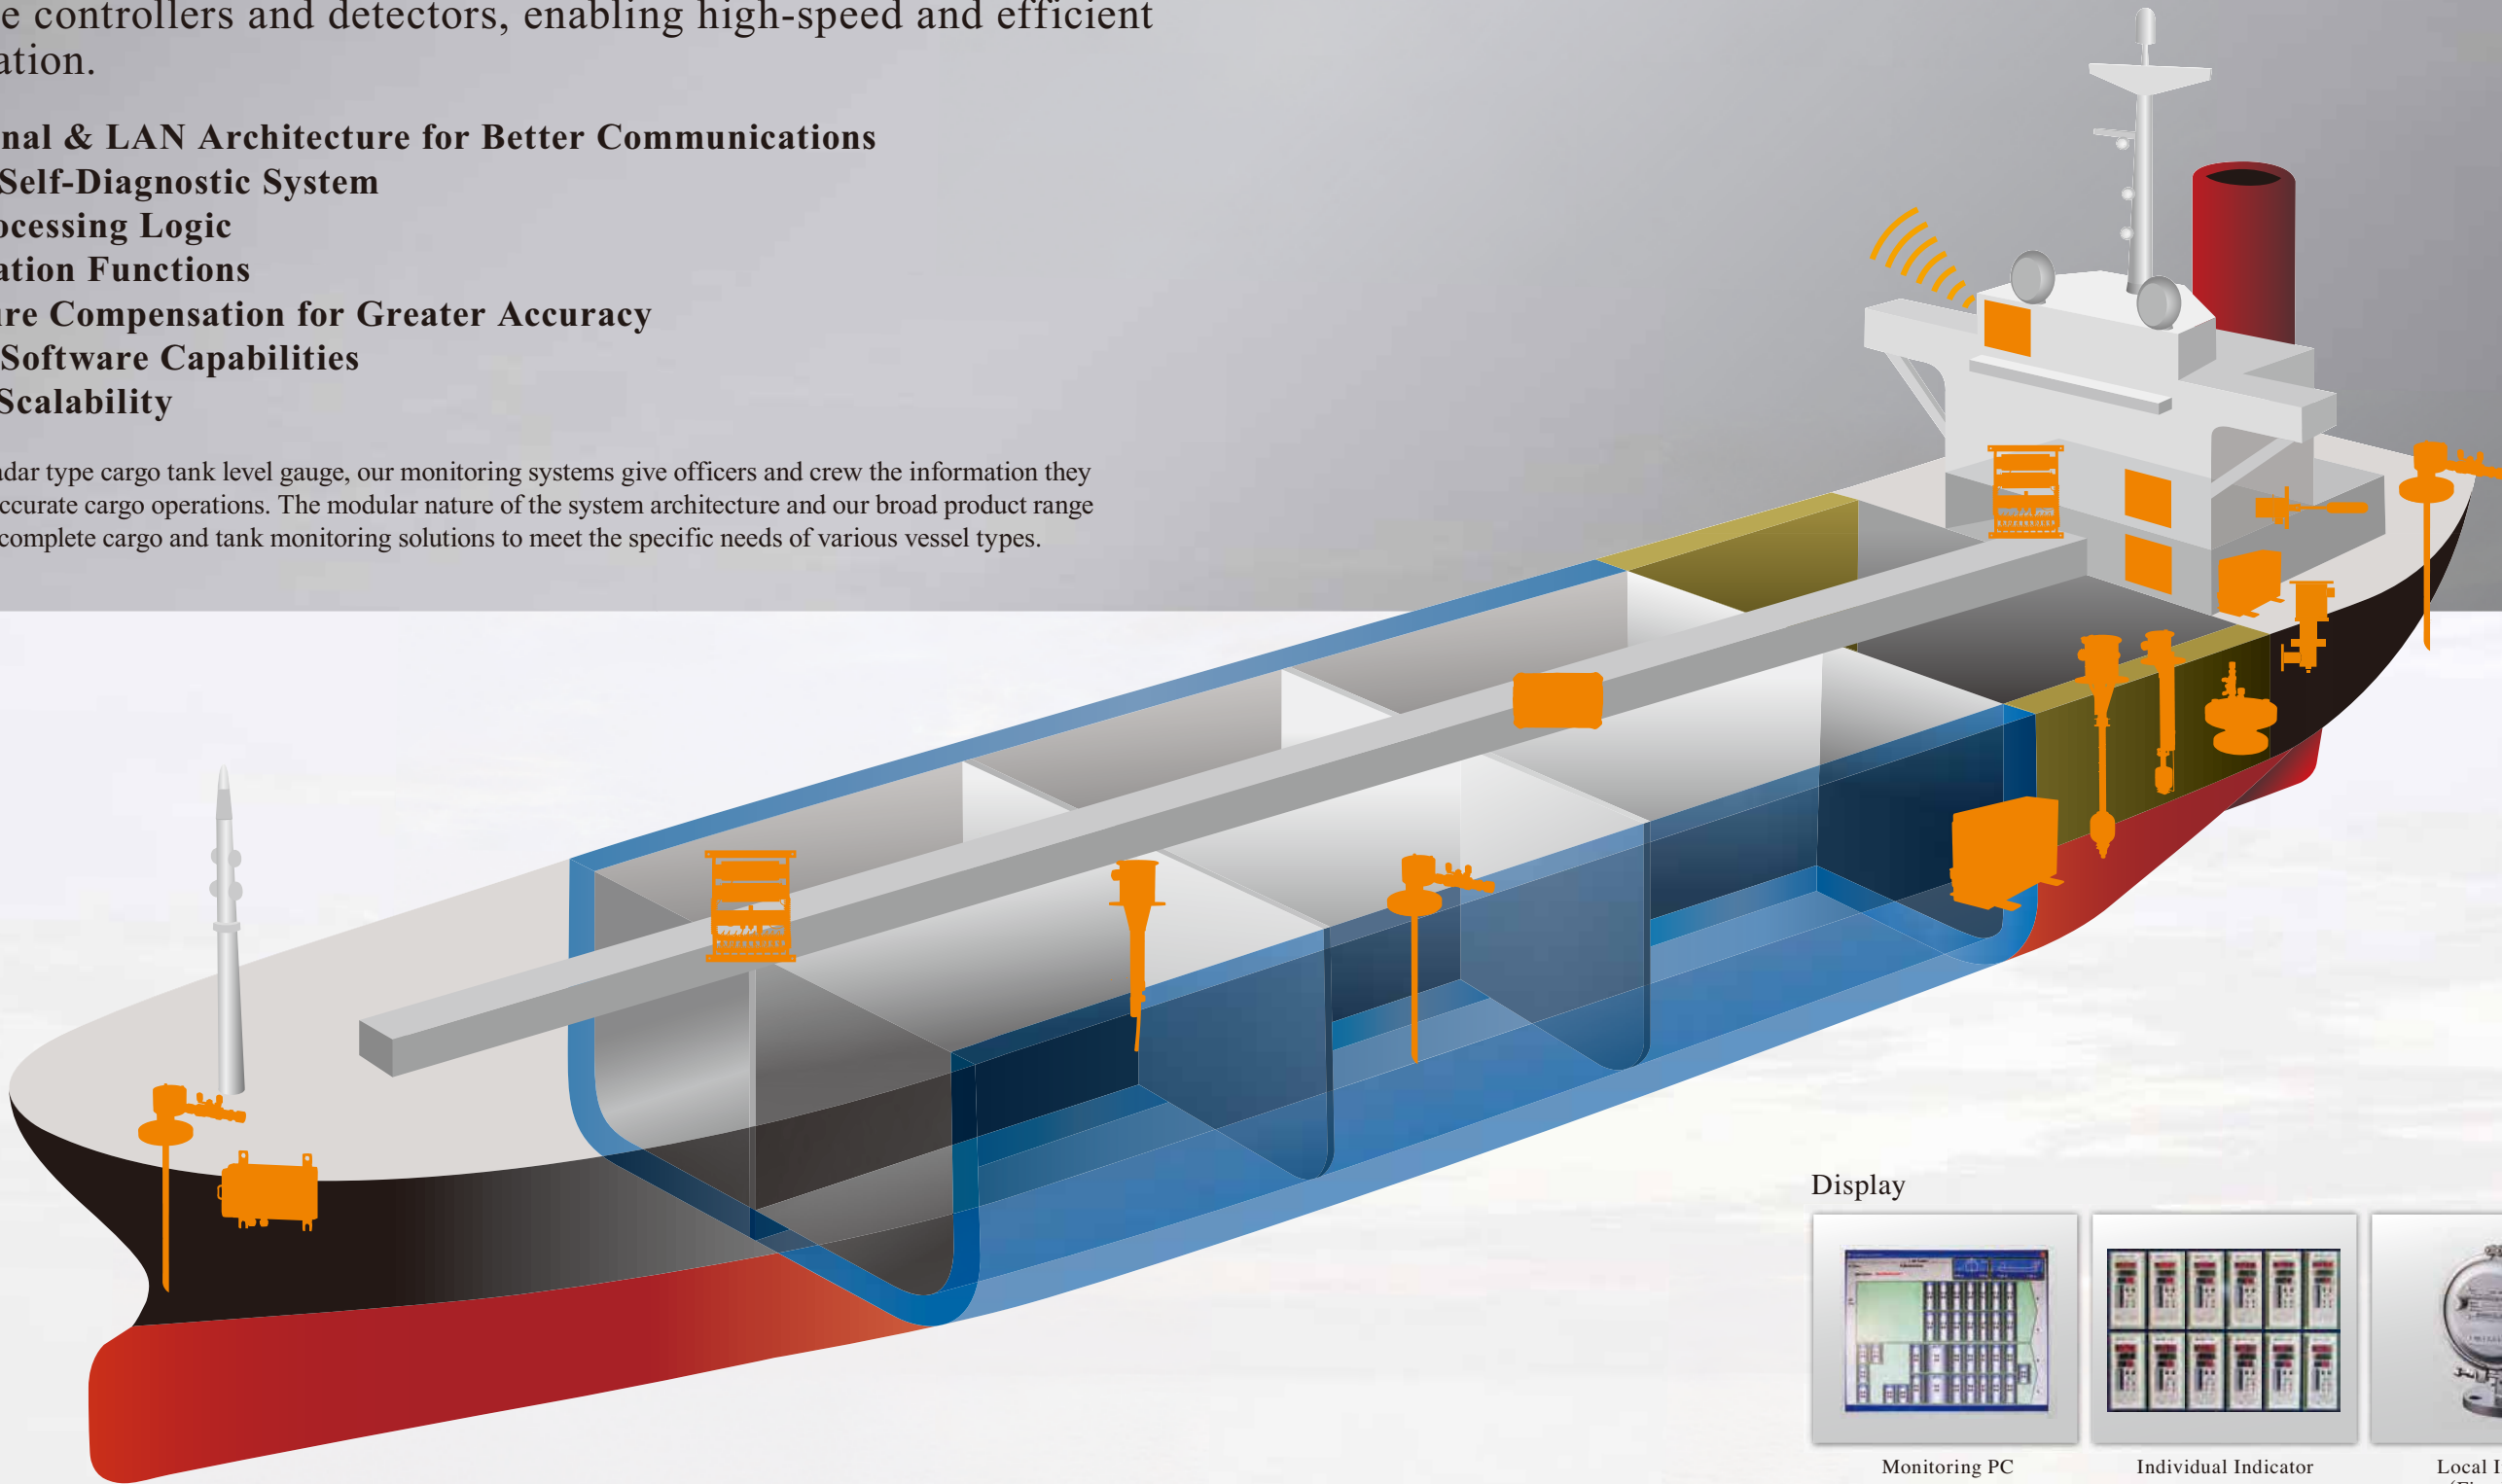 e controllers and detectors, enabling high-speed and efficient
ation.
nal & LAN Architecture for Better Communications
Self-Diagnostic System
ocessing Logic
ation Functions
ure Compensation for Greater Accuracy
Software Capabilities
Scalability
adar type cargo tank level gauge, our monitoring systems give officers and crew the information they
accurate cargo operations. The modular nature of the system architecture and our broad product range
complete cargo and tank monitoring solutions to meet the specific needs of various vessel types.
Display
Monitoring PC
Individual Indicator
Local I